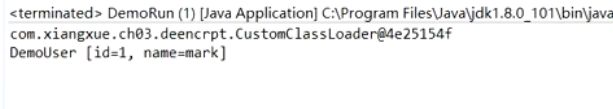 <terminated> DemoRun (1) [Java Application] C:\Program Files\Java\jdk1.8.0_101\bin\java
com.xiangxue.ch03.deencrpt.CustomClassLoader@4e25154f
DemoUser [id=1, name=mark]